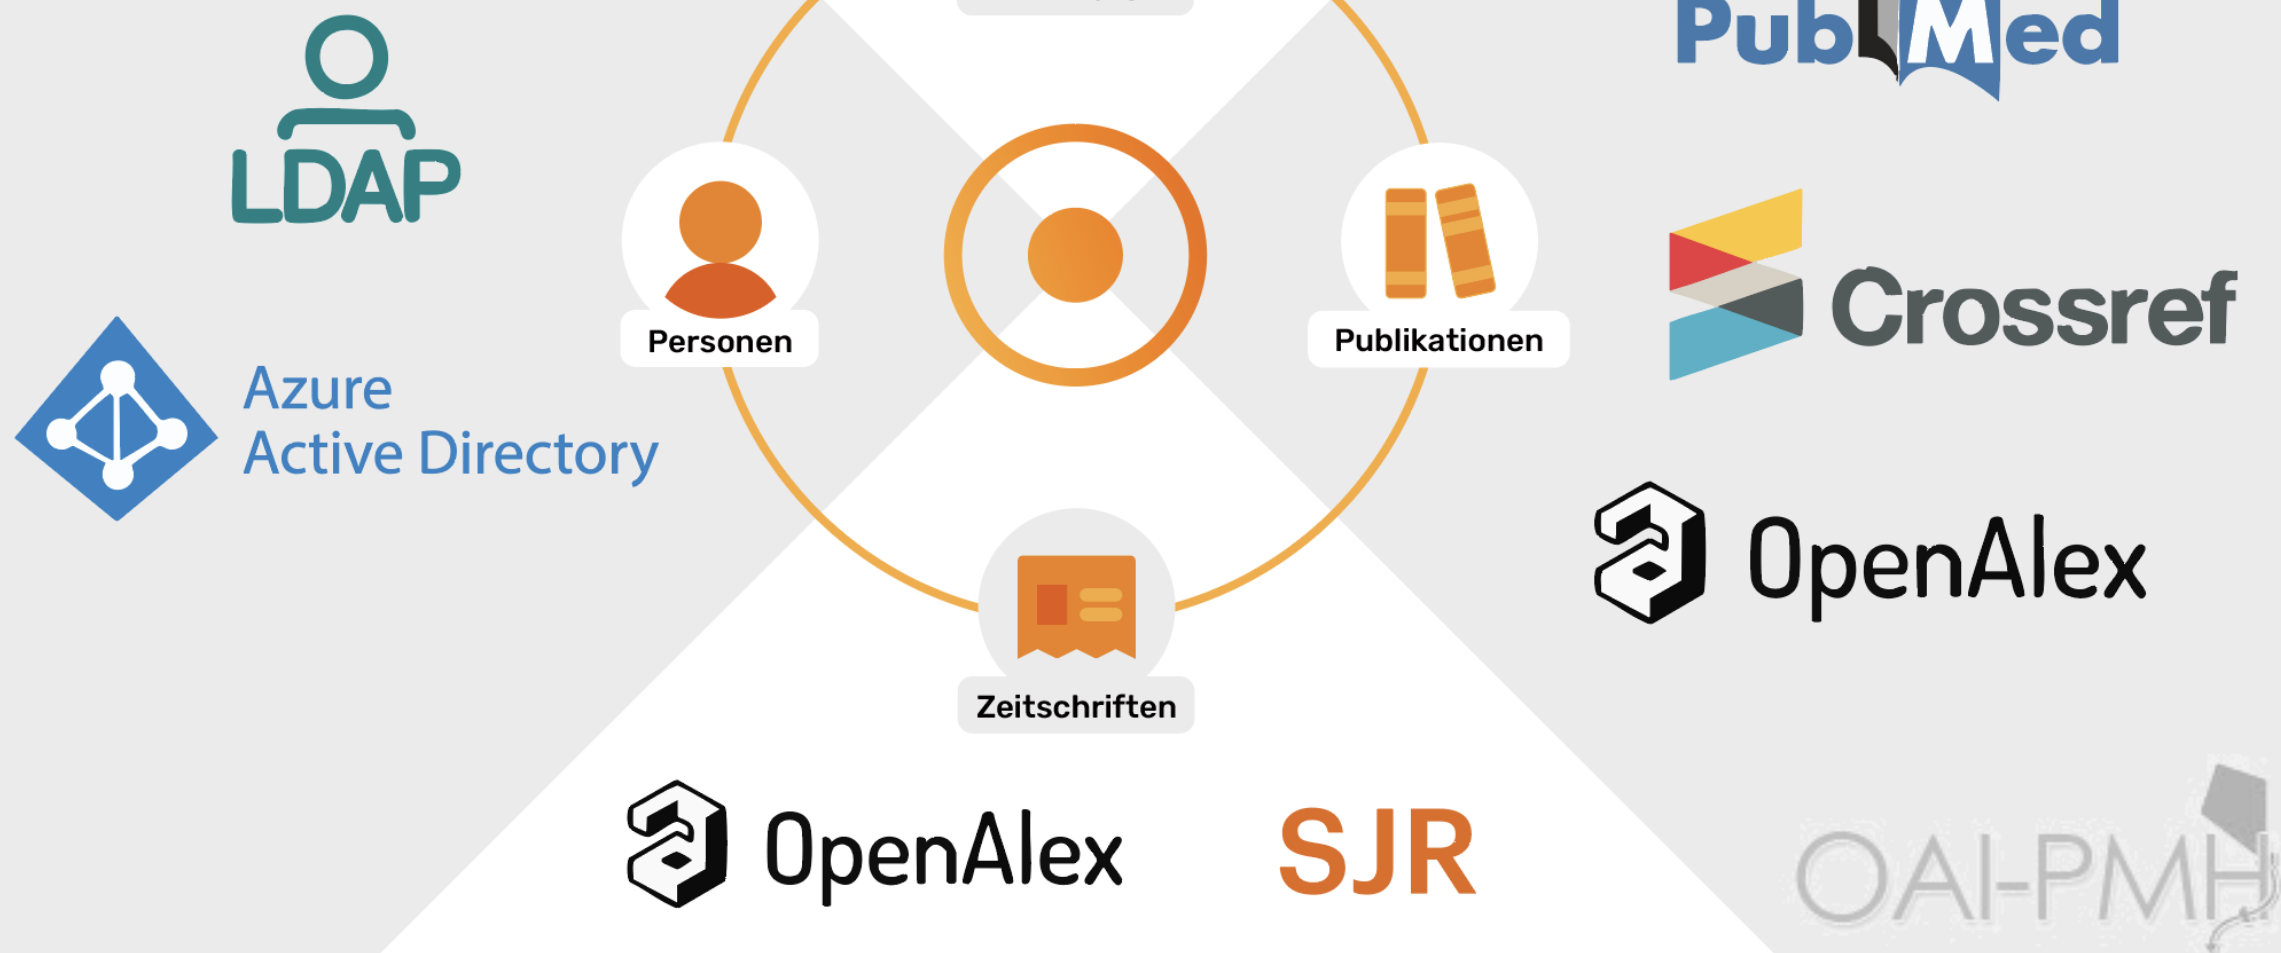 PubMed
LDAP
Personen
Publikationen
Crossref
Azure
Active Directory
OpenAlex
Zeitschriften
OpenAlex
SJR
OAI-PMH